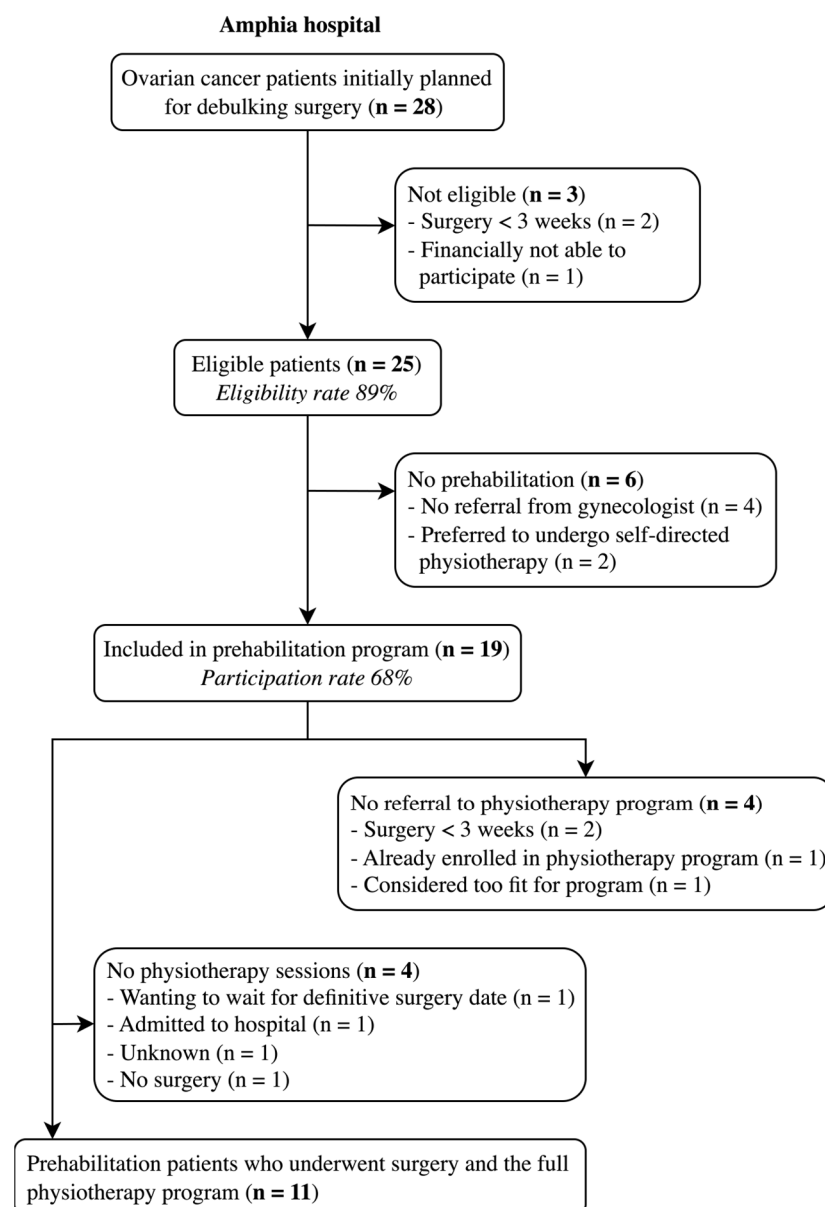 Amphia hospital
Ovarian cancer patients initially planned
for debulking surgery (n = 28)
Not eligible (n = 3)
- Surgery < 3 weeks (n = 2)
- Financially not able to
participate (n = 1)
Eligible patients (n = 25)
Eligibility rate 89%
No prehabilitation (n = 6)
- No referral from gynecologist (n = 4)
- Preferred to undergo self-directed
physiotherapy (n = 2)
Included in prehabilitation program (n = 19)
Participation rate 68%
No referral to physiotherapy program (n = 4)
- Surgery < 3 weeks (n = 2)
- Already enrolled in physiotherapy program (n = 1)
- Considered too fit for program (n = 1)
No physiotherapy sessions (n = 4)
- Wanting to wait for definitive surgery date (n = 1)
- Admitted to hospital (n = 1)
- Unknown (n = 1)
- No surgery (n = 1)
Prehabilitation patients who underwent surgery and the full
physiotherapy program (n = 11)